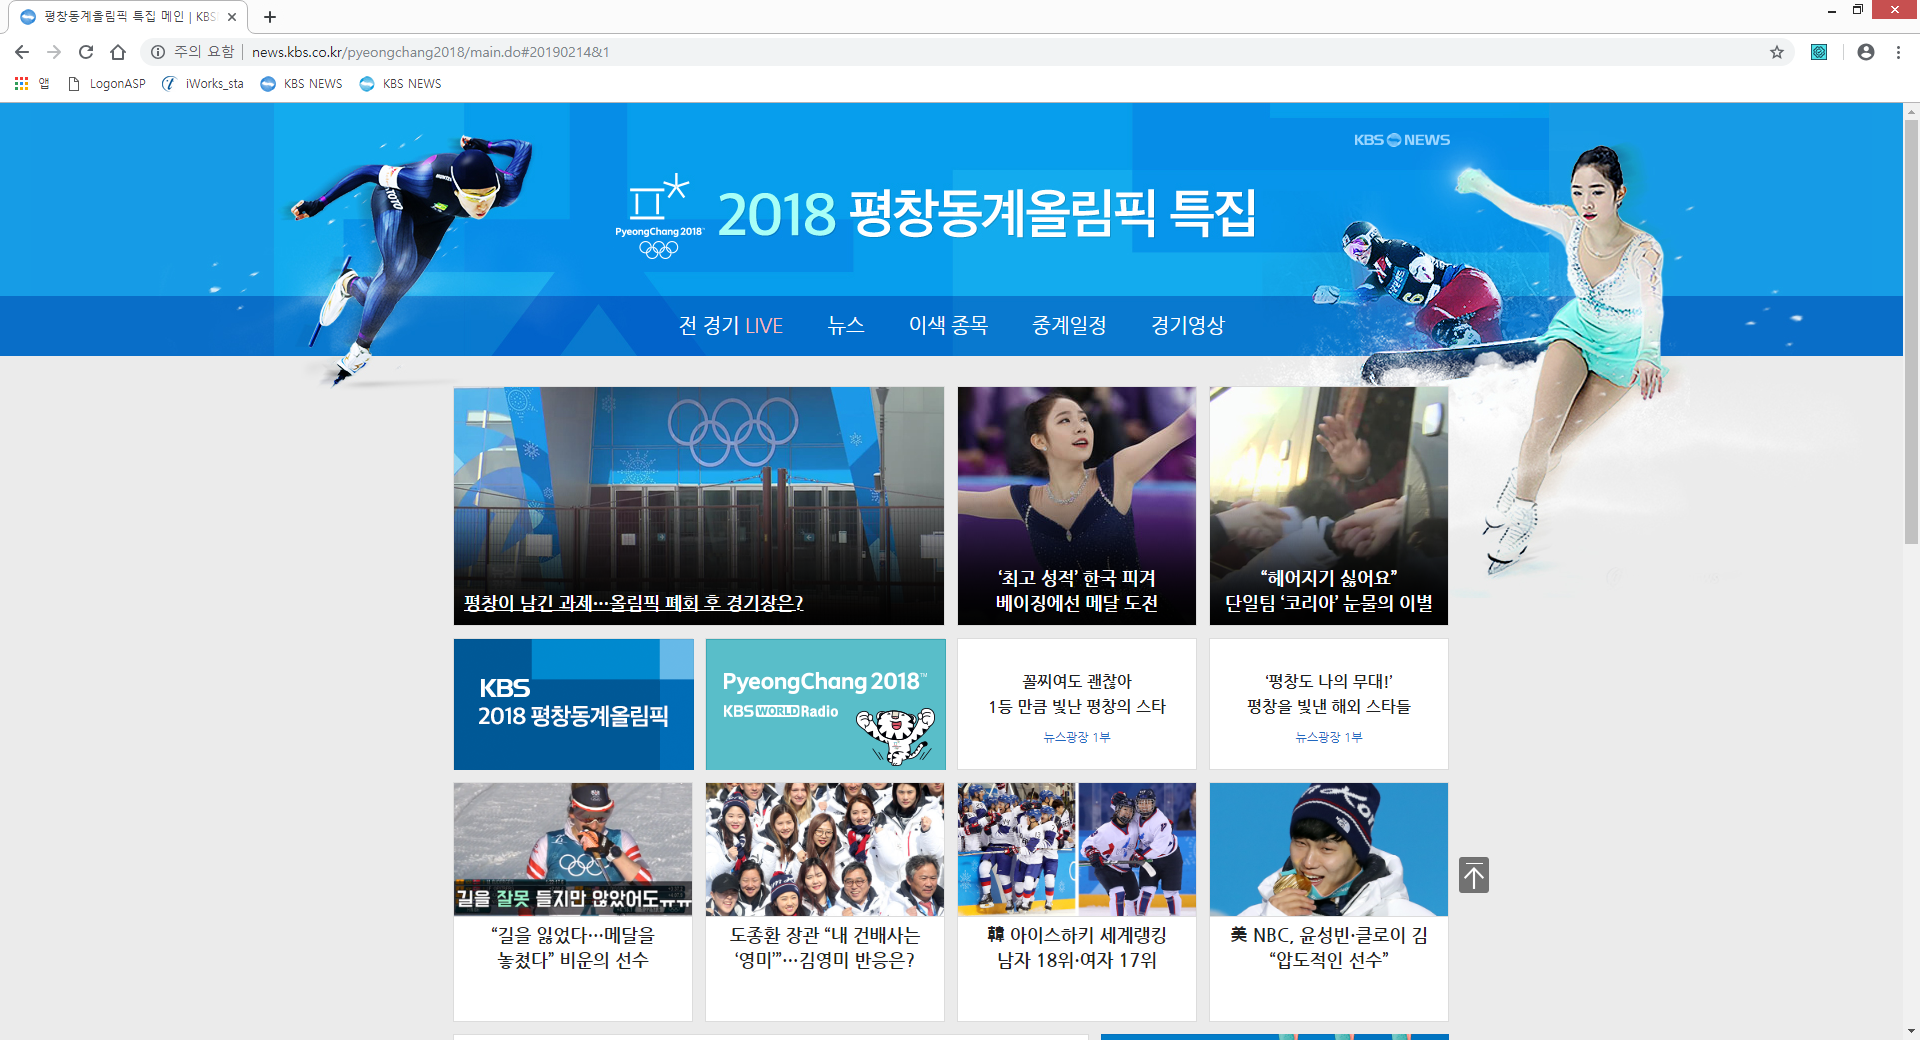 평창동계올림픽 특집 메인 | KBS
주의 요함 | news.kbs.co.kr/pyeongchang2018/main.do#20190214&1
앱 LogonASP iWorks_sta KBS NEWS KBS NEWS
KBS NEWS
PyeongChang 2018™
2018 평창동계올림픽 특집
전 경기 LIVE 뉴스 이색 종목 중계일정 경기영상
평창이 남긴 과제…올림픽 폐회 후 경기장은?
‘최고 성적’ 한국 피겨
베이징에선 메달 도전
“헤어지기 싫어요”
단일팀 ‘코리아’ 눈물의 이별
KBS
2018 평창동계올림픽
PyeongChang 2018™
KBS WORLD Radio
꼴찌여도 괜찮아
1등 만큼 빛난 평창의 스타
뉴스광장 1부
‘평창도 나의 무대!’
평창을 빛낸 해외 스타들
뉴스광장 1부
길을 잘못 들지만 않았어도ㅠㅠ
“길을 잃었다…메달을
놓쳤다” 비운의 선수
도종환 장관 “내 건배사는
‘영미’”…김영미 반응은?
韓 아이스하키 세계랭킹
남자 18위·여자 17위
美 NBC, 윤성빈·클로이 김
“압도적인 선수”